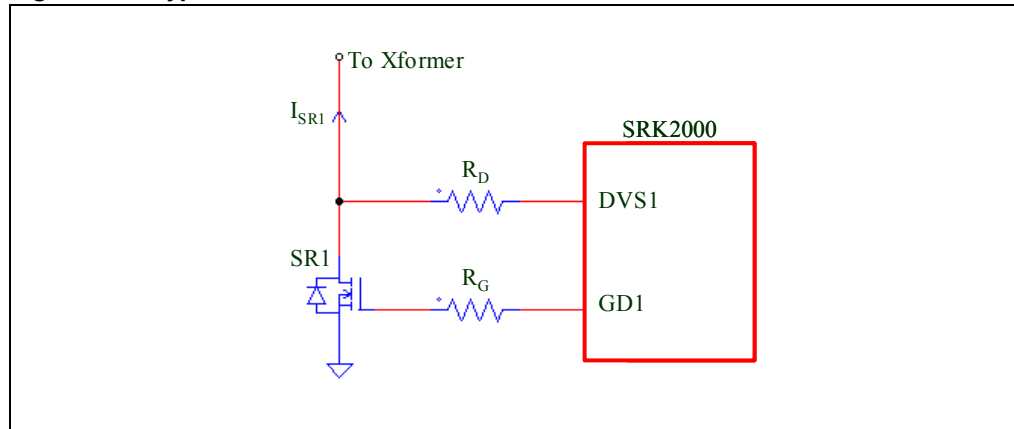 To Xformer
I_SR1
SRK2000
R_D
DVS1
SR1
R_G
GD1